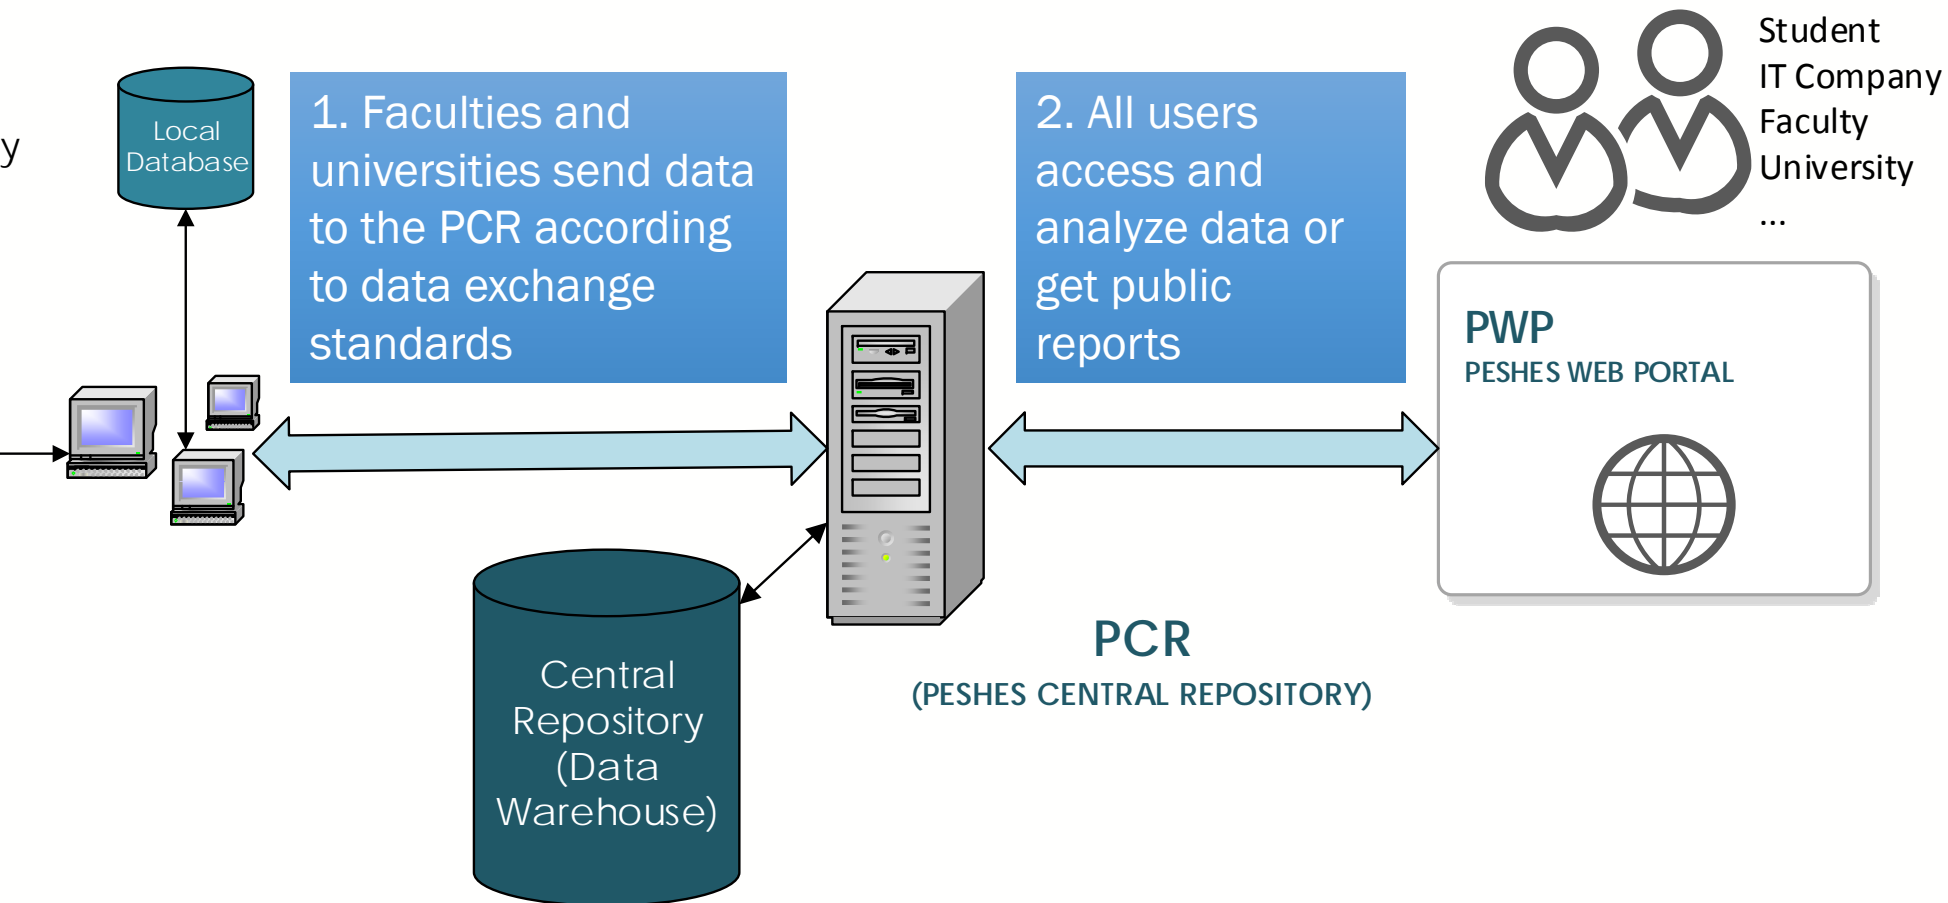 y
Local
Database
1. Faculties and
universities send data
to the PCR according
to data exchange
standards
2. All users
access and
analyze data or
get public
reports
Student
IT Company
Faculty
University
...
PWP
PESHES WEB PORTAL
PCR
(PESHES CENTRAL REPOSITORY)
Central
Repository
(Data
Warehouse)